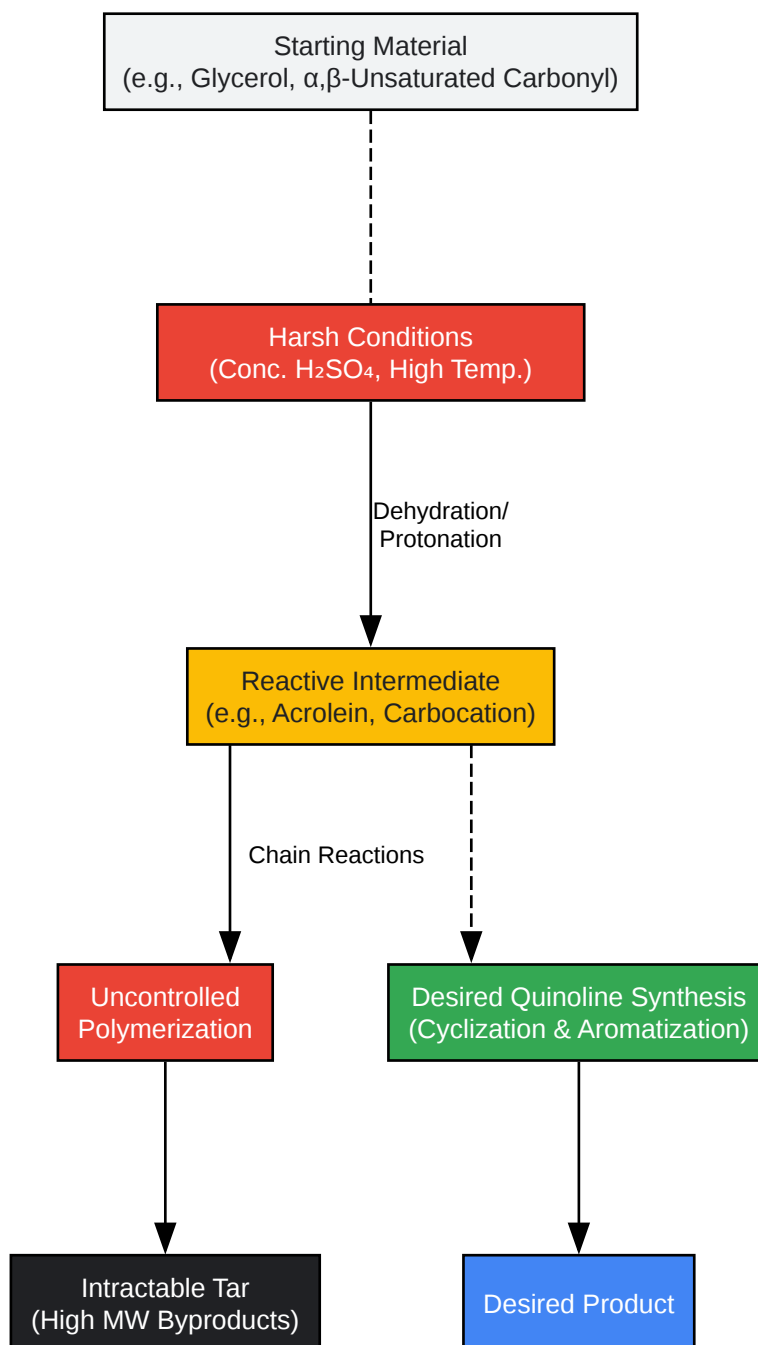 Starting Material
(e.g., Glycerol, α,β-Unsaturated Carbonyl)
Harsh Conditions
(Conc. H₂SO₄, High Temp.)
Dehydration/
Protonation
Reactive Intermediate
(e.g., Acrolein, Carbocation)
Chain Reactions
Uncontrolled
Polymerization
Desired Quinoline Synthesis
(Cyclization & Aromatization)
Intractable Tar
(High MW Byproducts)
Desired Product